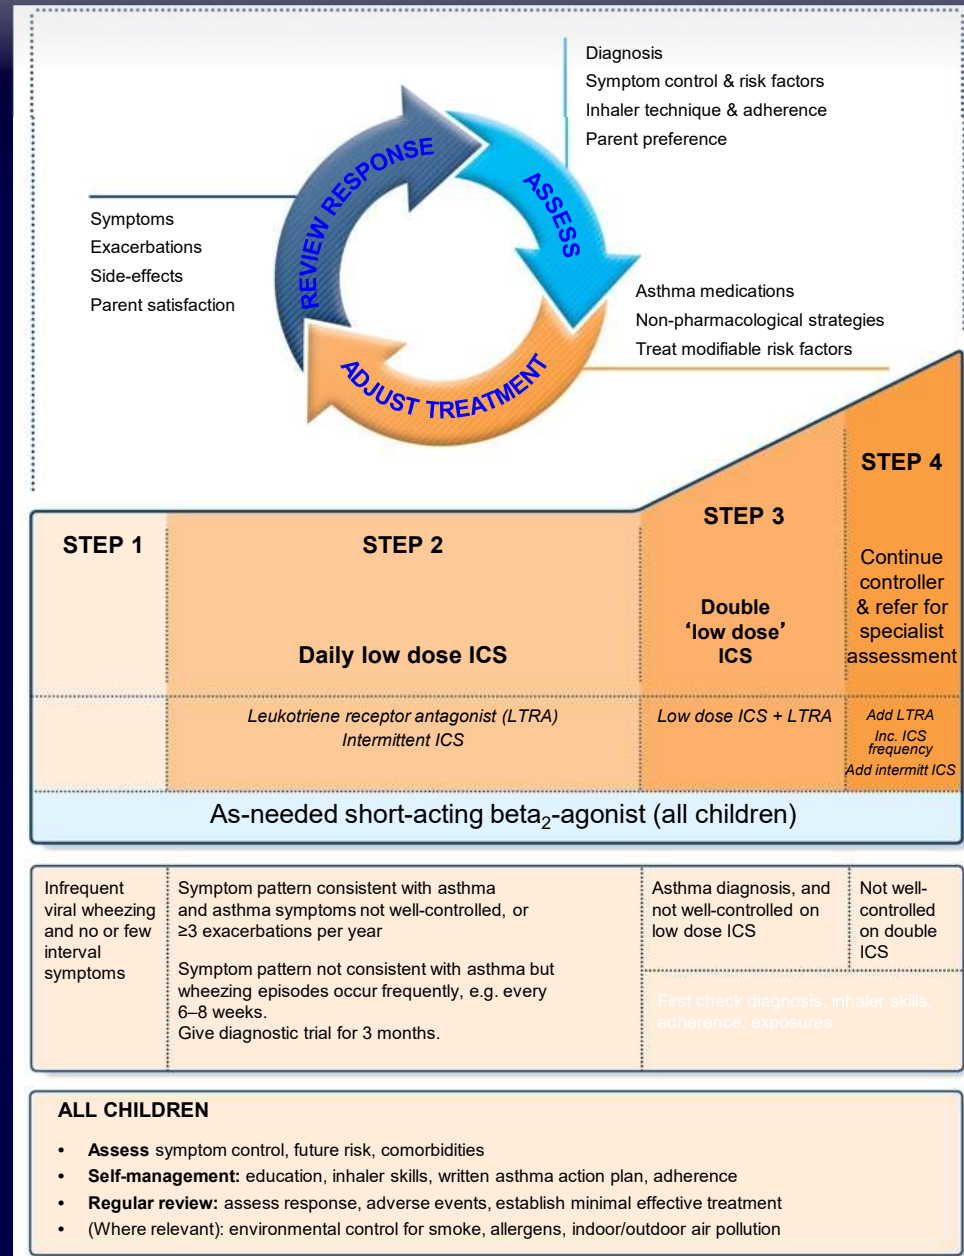 Diagnosis
Symptom control & risk factors
Inhaler technique & adherence
Parent preference
REVIEW RESPONSE
ASSESS
ADJUST TREATMENT
Symptoms
Exacerbations
Side-effects
Parent satisfaction
Asthma medications
Non-pharmacological strategies
Treat modifiable risk factors
STEP 1
STEP 2
STEP 3
STEP 4
Daily low dose ICS
Double
‘low dose’
ICS
Continue
controller
& refer for
specialist
assessment
Leukotriene receptor antagonist (LTRA)
Intermittent ICS
Low dose ICS + LTRA
Add LTRA
Inc. ICS
frequency
Add intermitt ICS
As-needed short-acting beta₂-agonist (all children)
Infrequent
viral wheezing
and no or few
interval
symptoms
Symptom pattern consistent with asthma
and asthma symptoms not well-controlled, or
≥3 exacerbations per year
Symptom pattern not consistent with asthma but
wheezing episodes occur frequently, e.g. every
6–8 weeks.
Give diagnostic trial for 3 months.
Asthma diagnosis, and
not well-controlled on
low dose ICS
Not well-
controlled
on double
ICS
First check diagnosis, inhaler skills,
adherence, exposures
ALL CHILDREN
• Assess symptom control, future risk, comorbidities
• Self-management: education, inhaler skills, written asthma action plan, adherence
• Regular review: assess response, adverse events, establish minimal effective treatment
• (Where relevant): environmental control for smoke, allergens, indoor/outdoor air pollution